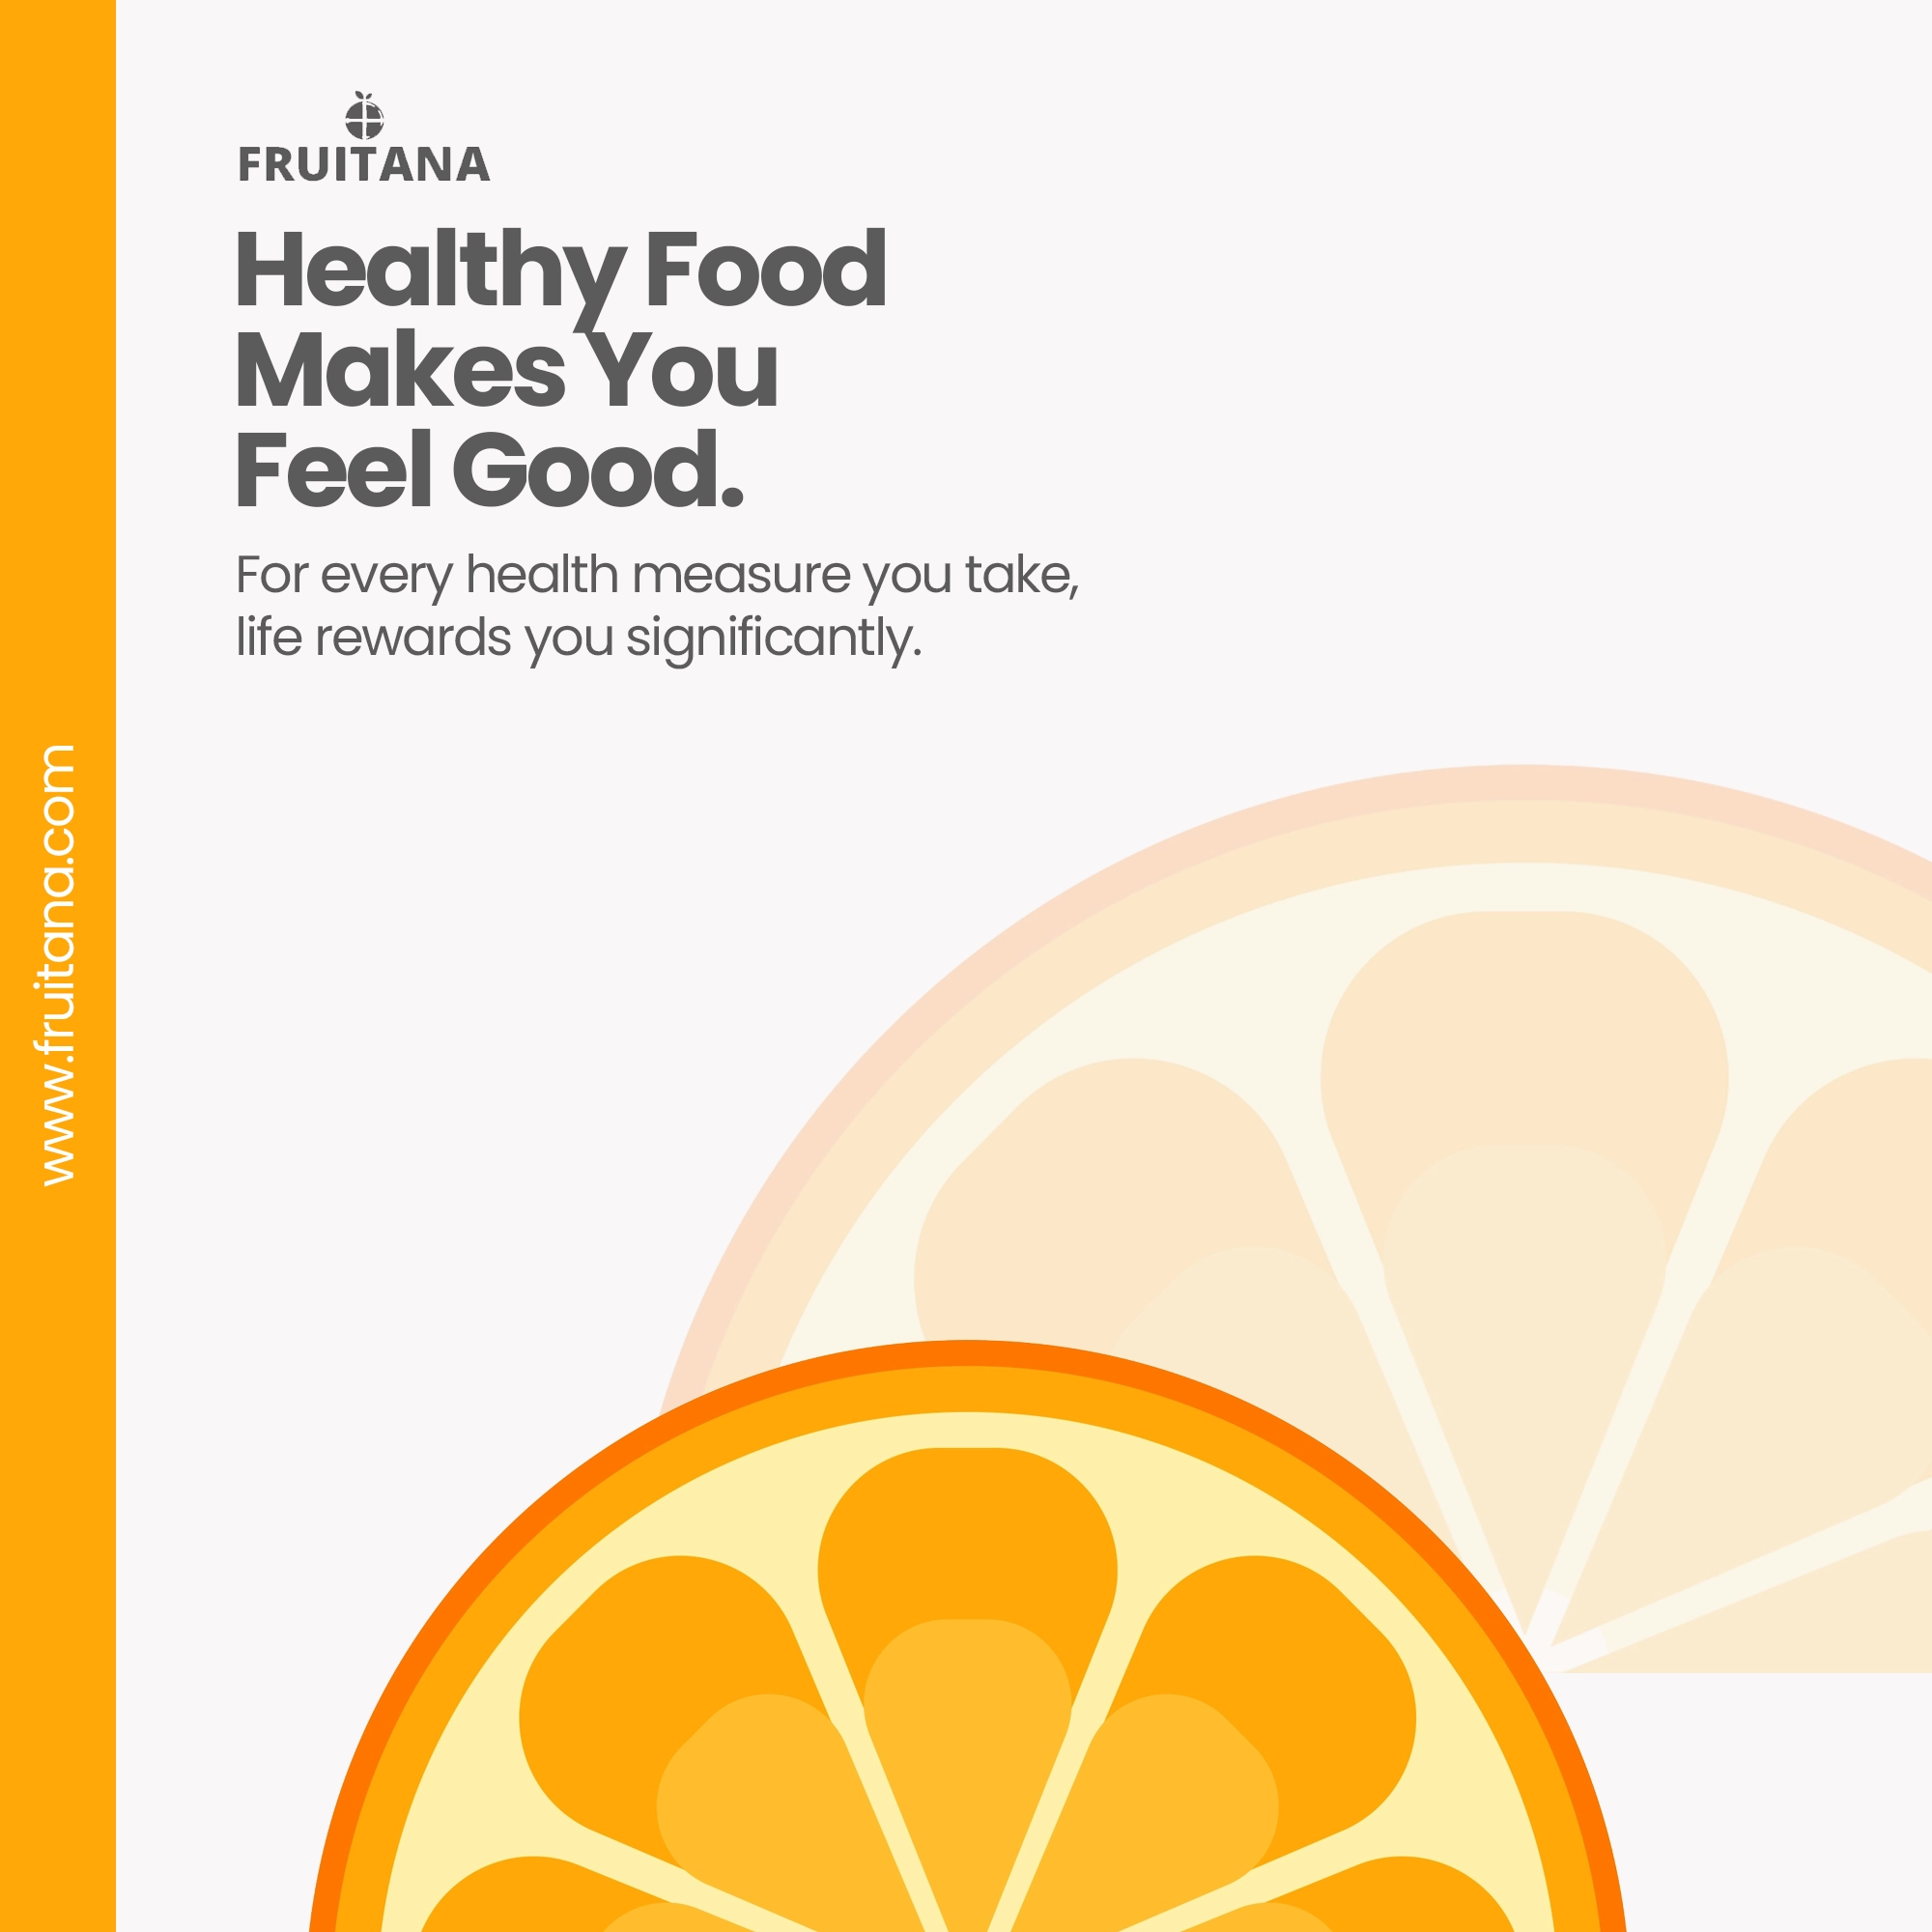 FRUITANA
Healthy Food
Makes You
Feel Good.
For every health measure you take,
life rewards you significantly.
www.fruitana.com